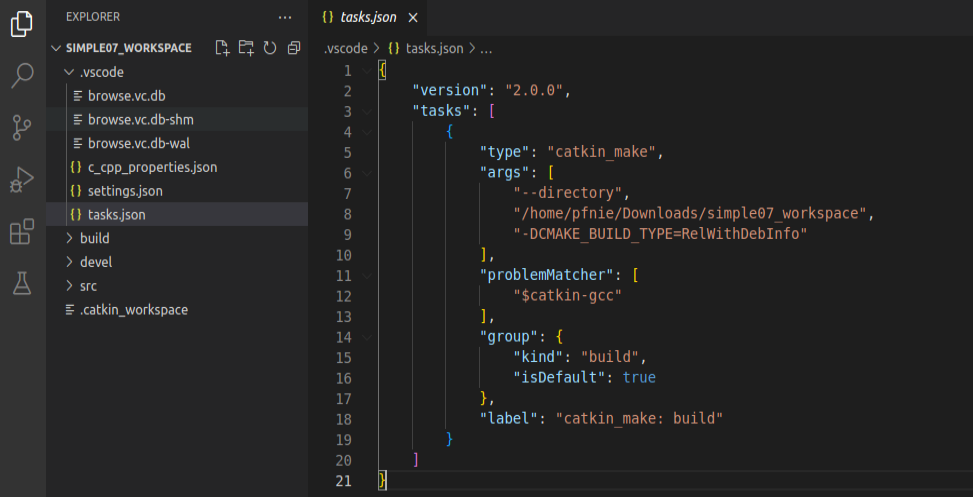 EXPLORER
SIMPLE07_WORKSPACE
.vscode
browse.vc.db
browse.vc.db-shm
browse.vc.db-wal
{} c_cpp_properties.json
{} settings.json
{} tasks.json
build
devel
src
.catkin_workspace
{} tasks.json ×
.vscode > {} tasks.json > ...
1 {
2 "version": "2.0.0",
3 "tasks": [
4 {
5 "type": "catkin_make",
6 "args": [
7 "--directory",
8 "/home/pfnie/Downloads/simple07_workspace",
9 "-DCMAKE_BUILD_TYPE=RelWithDebInfo"
10 ],
11 "problemMatcher": [
12 "$catkin-gcc"
13 ],
14 "group": {
15 "kind": "build",
16 "isDefault": true
17 },
18 "label": "catkin_make: build"
19 }
20 ]
21 }